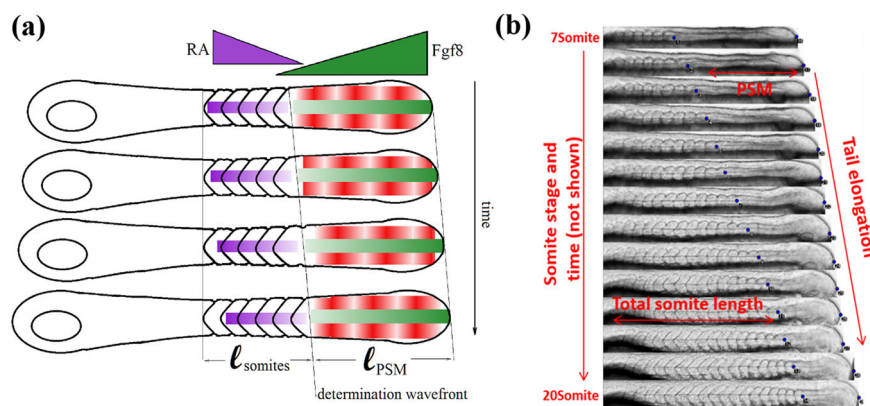 (a)
RA
Fgf8
time
ℓsomites
ℓPSM
determination wavefront
(b)
7Somite
PSM
Somite stage and
time (not shown)
Tail elongation
Total somite length
20Somite